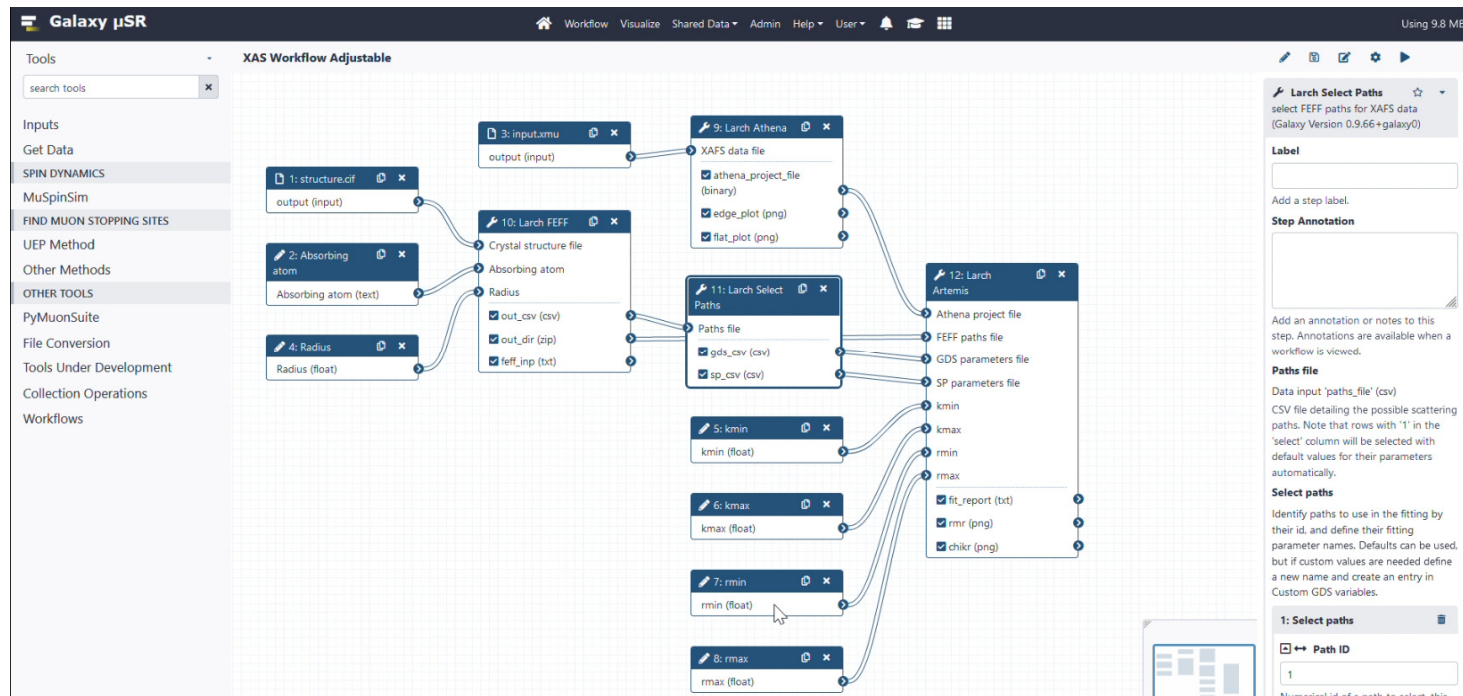 Galaxy µSR
Workflow Visualize Shared Data Admin Help User
Using 9.8 MB
Tools
search tools
Inputs
Get Data
SPIN DYNAMICS
MuSpinSim
FIND MUON STOPPING SITES
UEP Method
Other Methods
OTHER TOOLS
PyMuonSuite
File Conversion
Tools Under Development
Collection Operations
Workflows
XAS Workflow Adjustable
1: structure.cif
output (input)
2: Absorbing
atom
Absorbing atom (text)
4: Radius
Radius (float)
3: input.xmu
output (input)
10: Larch FEFF
Crystal structure file
Absorbing atom
Radius
out_csv (csv)
out_dir (zip)
feff_inp (txt)
9: Larch Athena
XAFS data file
athena_project_file
(binary)
edge_plot (png)
flat_plot (png)
11: Larch Select
Paths
Paths file
gds_csv (csv)
sp_csv (csv)
5: kmin
kmin (float)
6: kmax
kmax (float)
7: rmin
rmin (float)
8: rmax
rmax (float)
12: Larch
Artemis
Athena project file
FEFF paths file
GDS parameters file
SP parameters file
kmin
kmax
rmin
rmax
fit_report (txt)
rmr (png)
chikr (png)
Larch Select Paths
select FEFF paths for XAFS data
(Galaxy Version 0.9.66+galaxy0)
Label
Add a step label.
Step Annotation
Add an annotation or notes to this
step. Annotations are available when a
workflow is viewed.
Paths file
Data input 'paths_file' (csv)
CSV file detailing the possible scattering
paths. Note that rows with '1' in the
'select' column will be selected with
default values for their parameters
automatically.
Select paths
Identify paths to use in the fitting by
their id, and define their fitting
parameter names. Defaults can be used,
but if custom values are needed define
a new name and create an entry in
Custom GDS variables.
1: Select paths
Path ID
1
Numerical id of a path to select, this